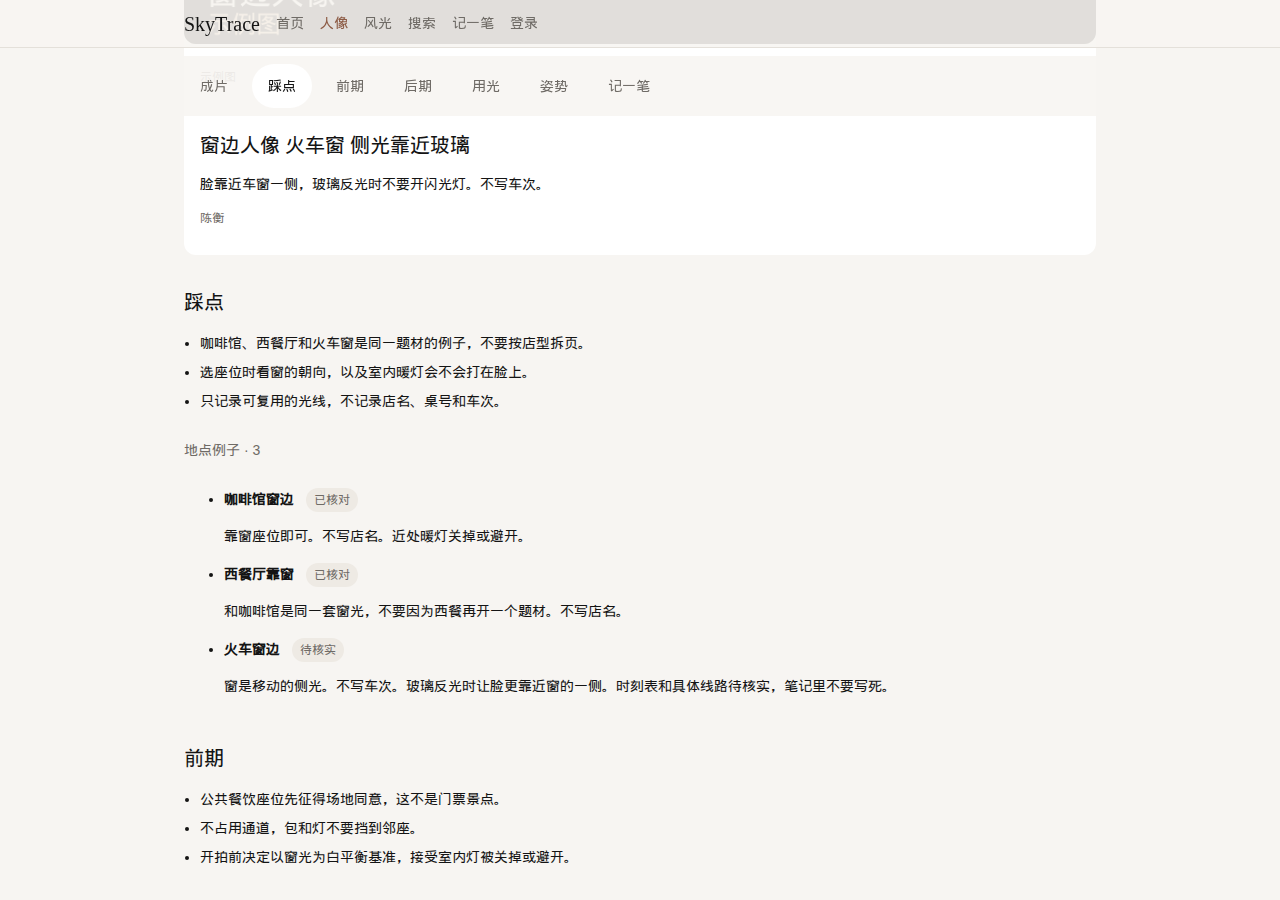 窗边人像
SkyTrace 首页 人像 风光 搜索 记一笔 登录
成片 踩点 前期 后期 用光 姿势 记一笔
窗边人像 火车窗 侧光靠近玻璃
脸靠近车窗一侧，玻璃反光时不要开闪光灯。不写车次。
陈衡
踩点
• 咖啡馆、西餐厅和火车窗是同一题材的例子，不要按店型拆页。
• 选座位时看窗的朝向，以及室内暖灯会不会打在脸上。
• 只记录可复用的光线，不记录店名、桌号和车次。
地点例子 · 3
• 咖啡馆窗边 已核对
靠窗座位即可。不写店名。近处暖灯关掉或避开。
• 西餐厅靠窗 已核对
和咖啡馆是同一套窗光，不要因为西餐再开一个题材。不写店名。
• 火车窗边 待核实
窗是移动的侧光。不写车次。玻璃反光时让脸更靠近窗的一侧。时刻表和具体线路待核实，笔记里不要写死。
前期
• 公共餐饮座位先征得场地同意，这不是门票景点。
• 不占用通道，包和灯不要挡到邻座。
• 开拍前决定以窗光为白平衡基准，接受室内灯被关掉或避开。